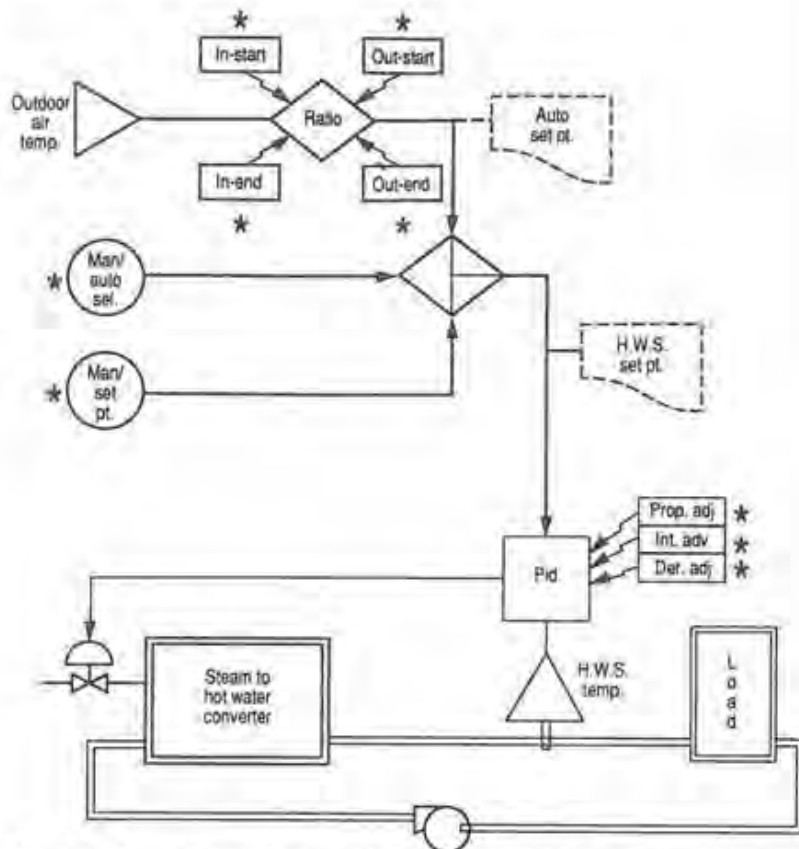 *
*
In-start
Out-start
Outdoor
air
temp.
Ratio
Auto
set pt.
In-end
Out-end
*
*
*
Man/
auto
sel.
H.W.S.
set pt.
*
Man/
set
pt.
Prop. adj
*
Int. adv
*
Der. adj
*
Pid
Steam to
hot water
converter
H.W.S.
temp.
L
o
a
d